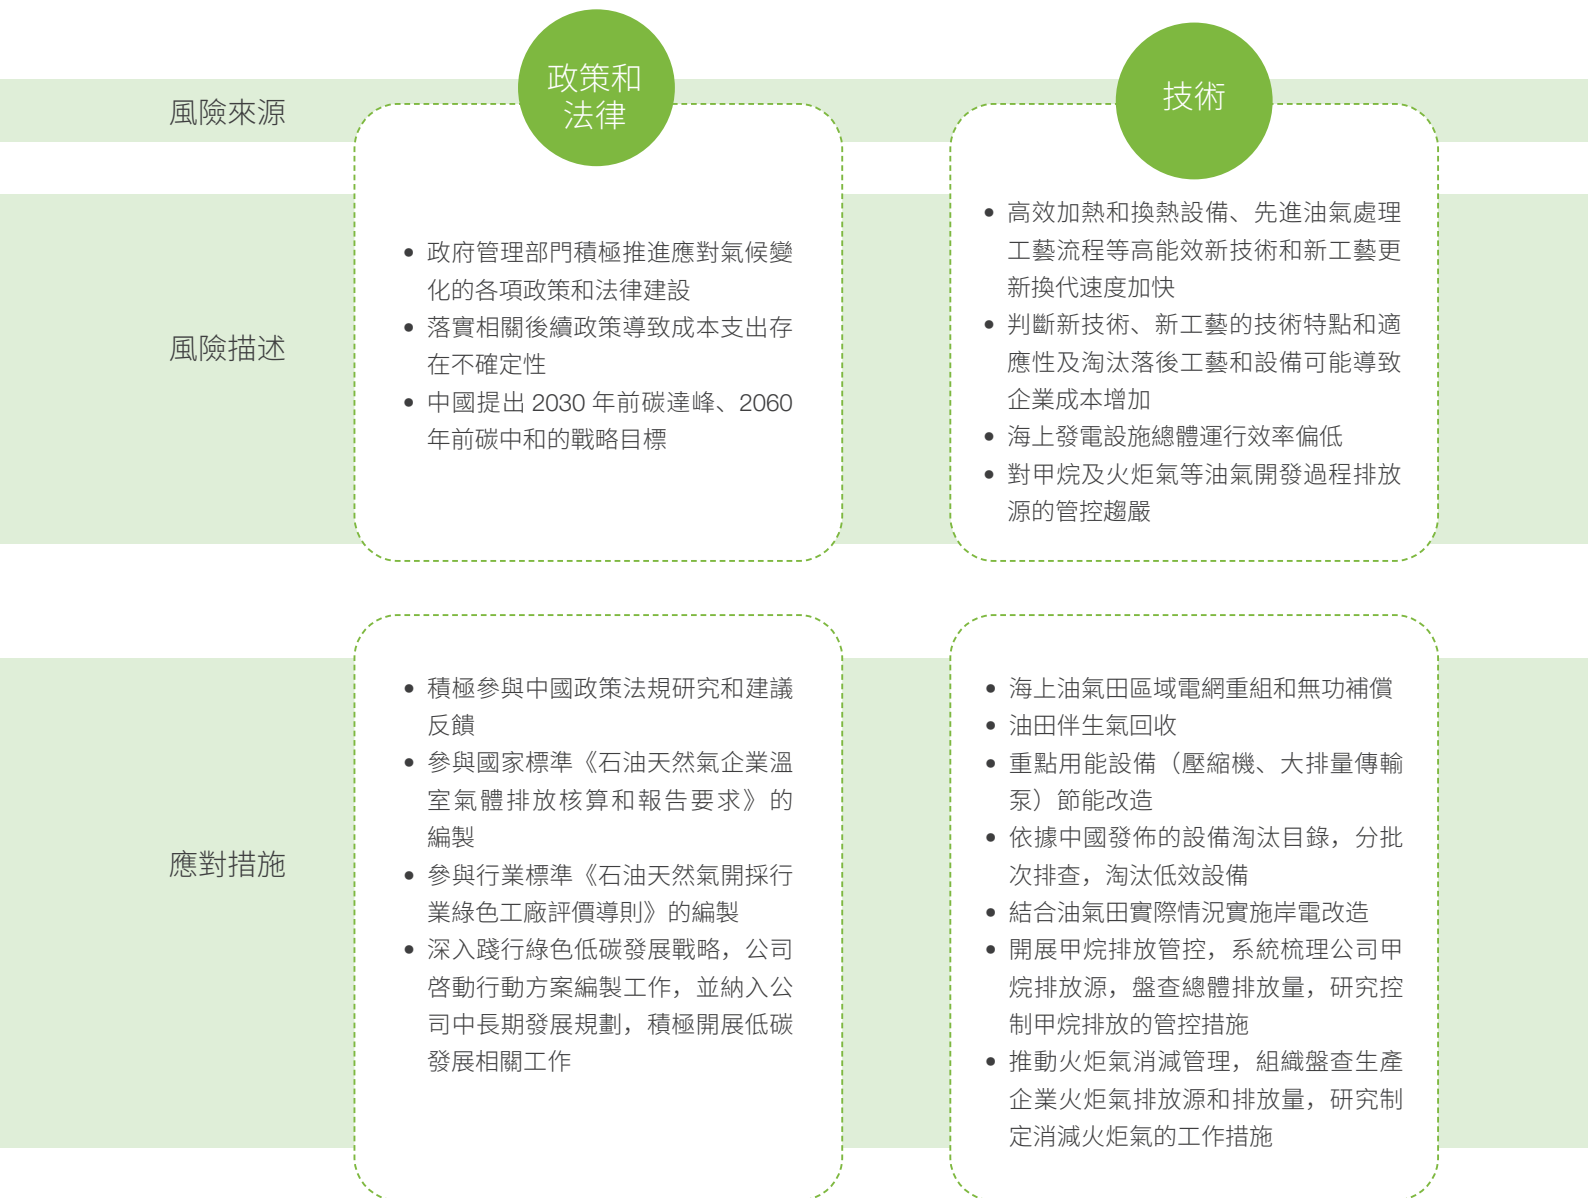 風險來源
政策和
法律
技術
風險描述
• 政府管理部門積極推進應對氣候變
化的各項政策和法律建設
• 落實相關後續政策導致成本支出存
在不確定性
• 中國提出 2030 年前碳達峰、2060
年前碳中和的戰略目標
• 高效加熱和換熱設備、先進油氣處理
工藝流程等高能效新技術和新工藝更
新換代速度加快
• 判斷新技術、新工藝的技術特點和適
應性及淘汰落後工藝和設備可能導致
企業成本增加
• 海上發電設施總體運行效率偏低
• 對甲烷及火炬氣等油氣開發過程排放
源的管控趨嚴
應對措施
• 積極參與中國政策法規研究和建議
反饋
• 參與國家標準《石油天然氣企業溫
室氣體排放核算和報告要求》的
編製
• 參與行業標準《石油天然氣開採行
業綠色工廠評價導則》的編製
• 深入踐行綠色低碳發展戰略，公司
啓動行動方案編製工作，並納入公
司中長期發展規劃，積極開展低碳
發展相關工作
• 海上油氣田區域電網重組和無功補償
• 油田伴生氣回收
• 重點用能設備（壓縮機、大排量傳輸
泵）節能改造
• 依據中國發佈的設備淘汰目錄，分批
次排查，淘汰低效設備
• 結合油氣田實際情況實施岸電改造
• 開展甲烷排放管控，系統梳理公司甲
烷排放源，盤查總體排放量，研究控
制甲烷排放的管控措施
• 推動火炬氣消減管理，組織盤查生產
企業火炬氣排放源和排放量，研究制
定消減火炬氣的工作措施